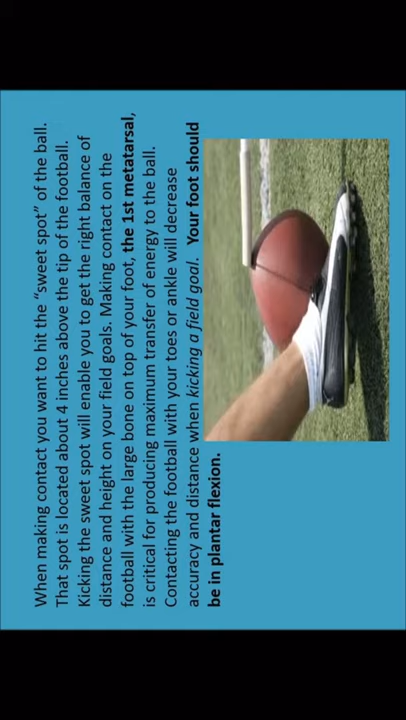 When making contact you want to hit the “sweet spot” of the ball.
That spot is located about 4 inches above the tip of the football.
Kicking the sweet spot will enable you to get the right balance of
distance and height on your field goals. Making contact on the
football with the large bone on top of your foot, the 1st metatarsal,
is critical for producing maximum transfer of energy to the ball.
Contacting the football with your toes or ankle will decrease
accuracy and distance when kicking a field goal. Your foot should
be in plantar flexion.